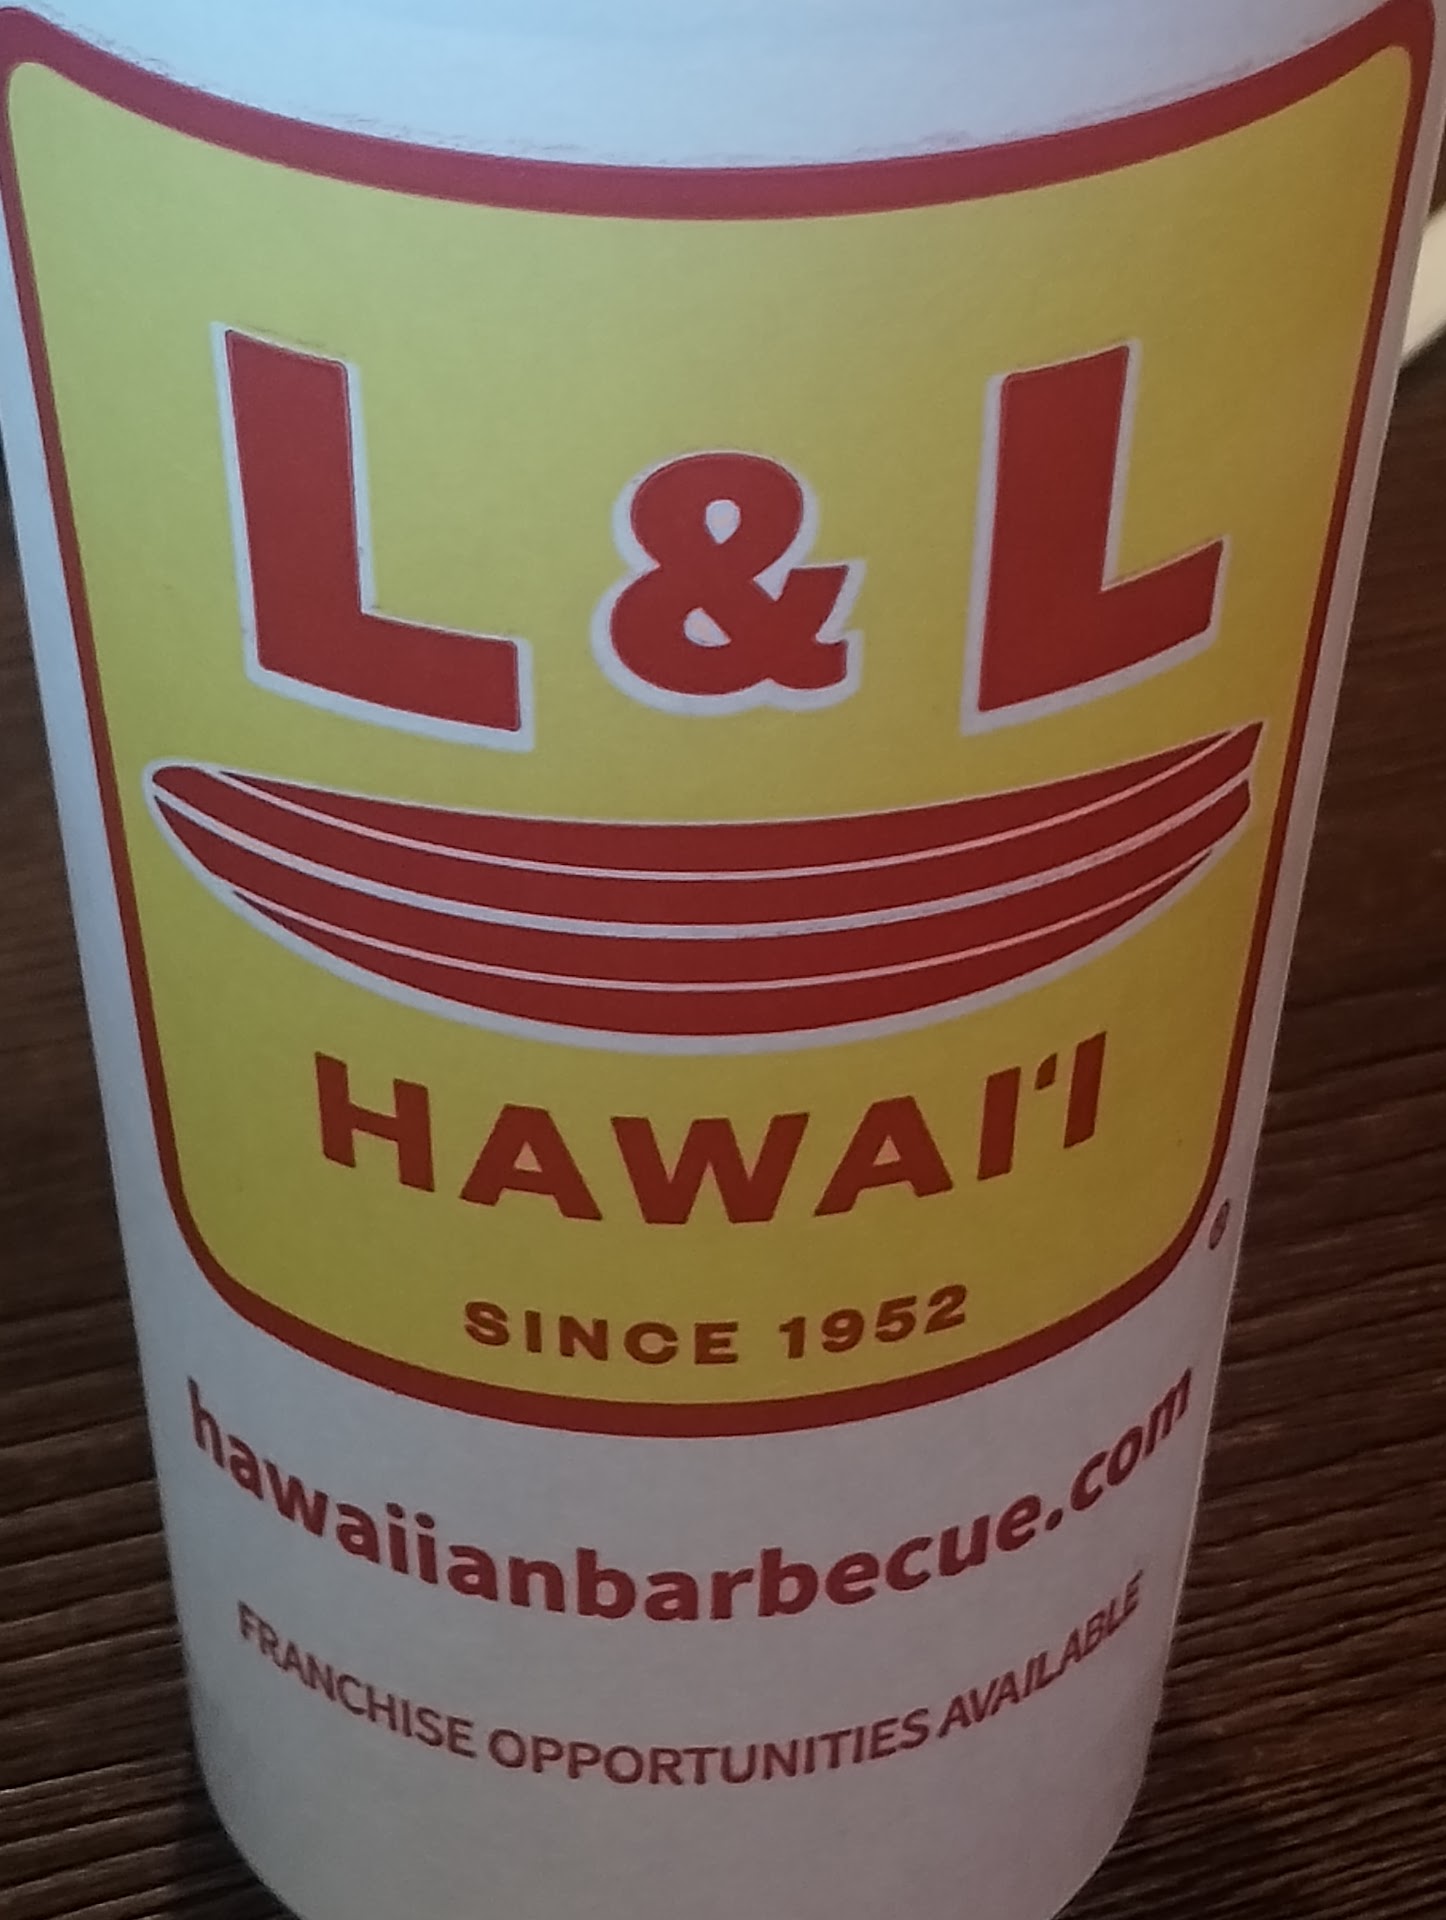 L & L
HAWAI‘I
SINCE 1952
®
hawaiianbarbecue.com
FRANCHISE OPPORTUNITIES AVAILABLE